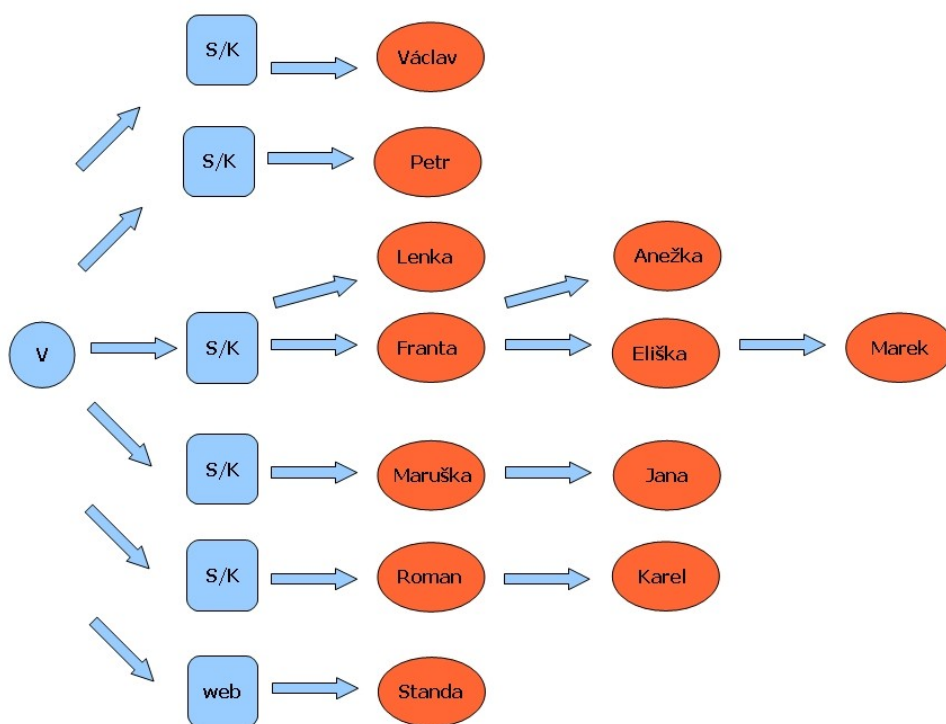 S/K
Václav
S/K
Petr
Lenka
Anežka
V
S/K
Franta
Eliška
Marek
S/K
Maruška
Jana
S/K
Roman
Karel
web
Standa